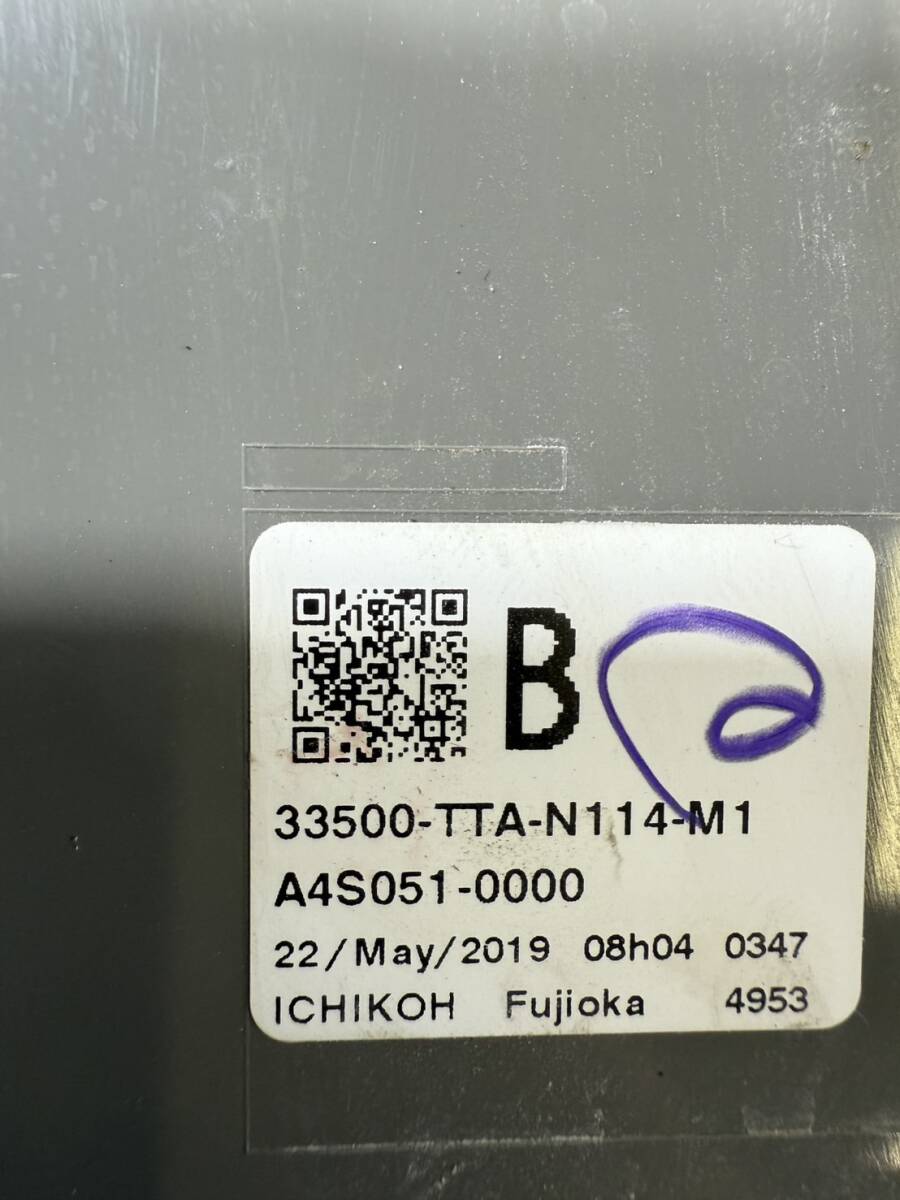 B
33500-TTA-N114-M1
A4S051-0000
22/May/2019 08h04 0347
ICHIKOH Fujioka 4953